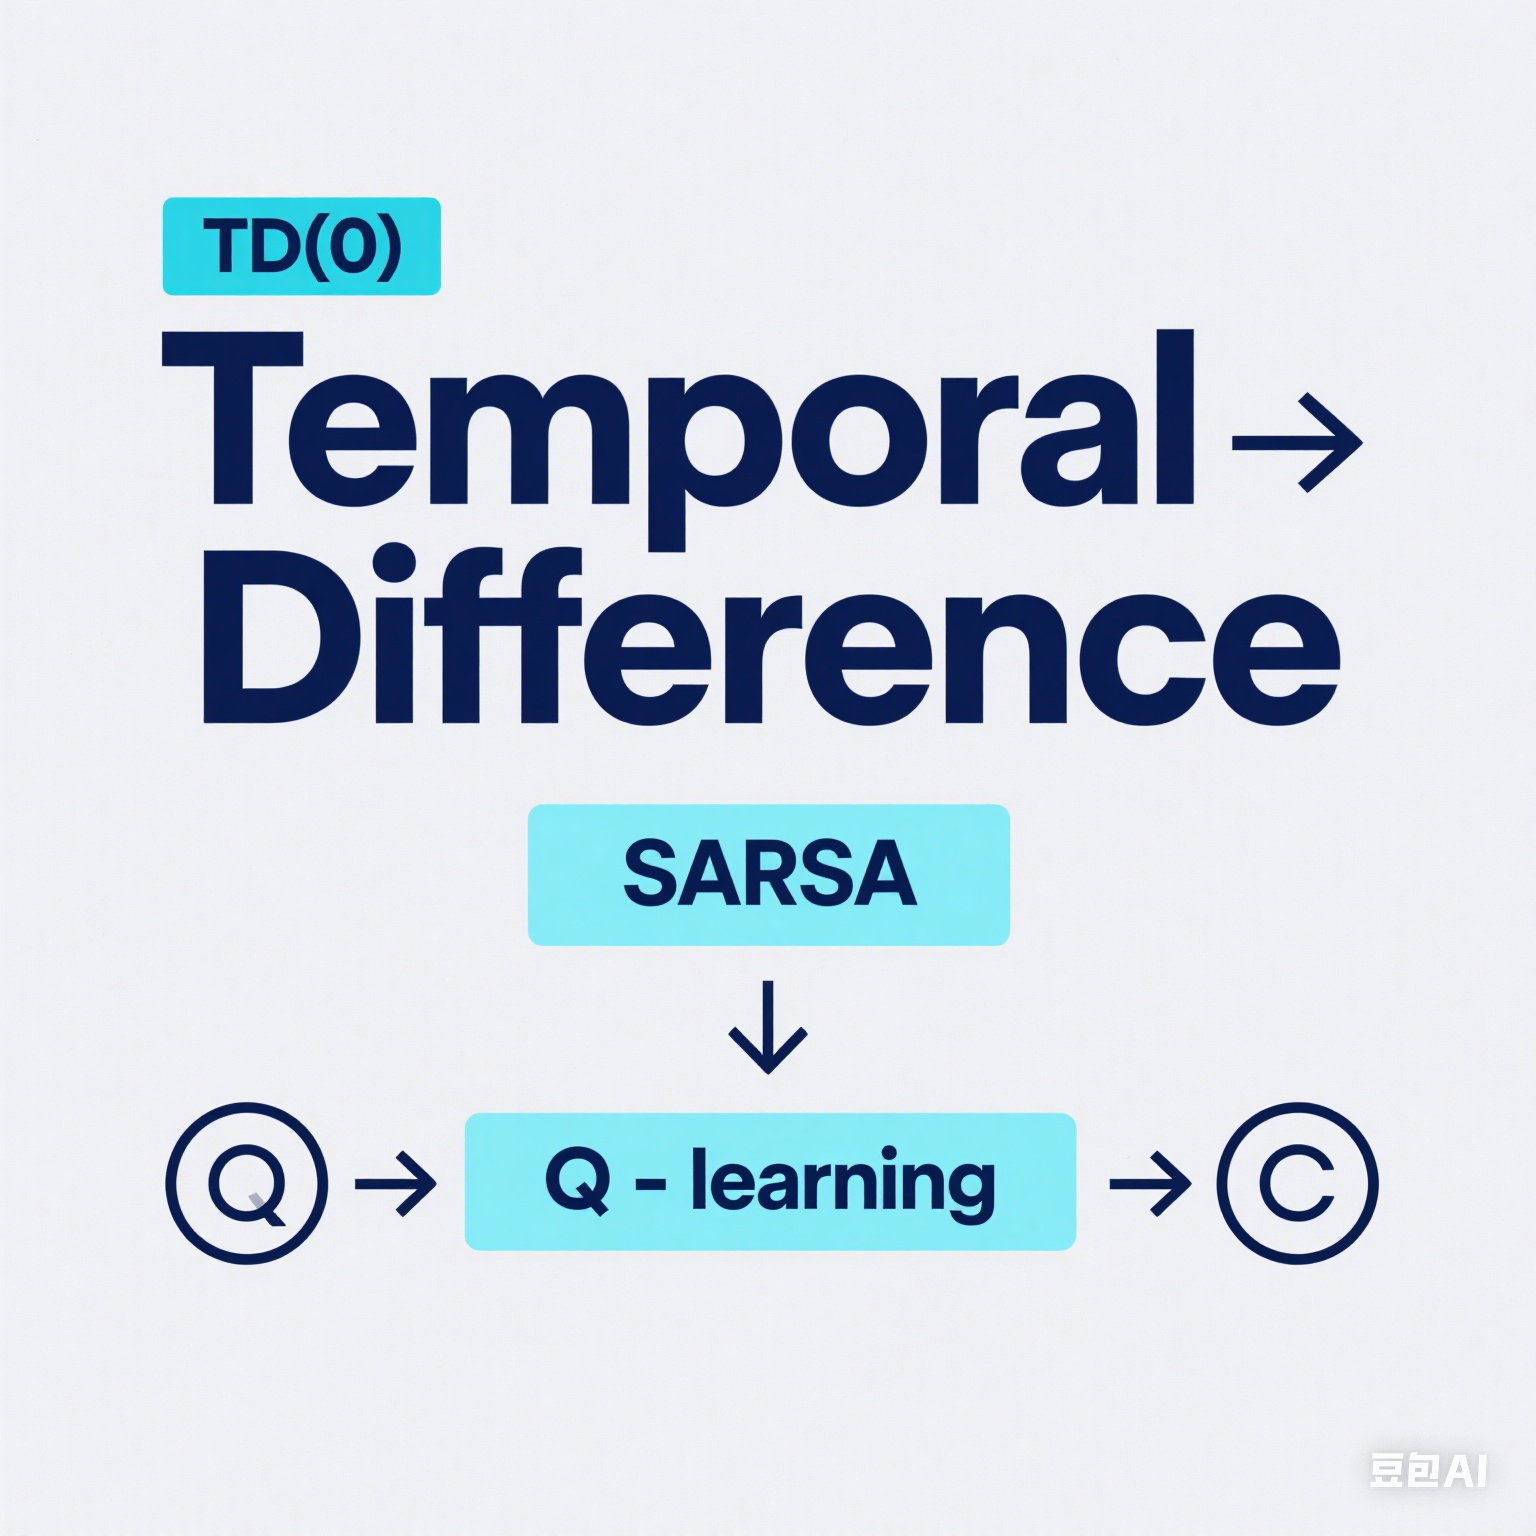 TD(0)
Temporal →
Difference
SARSA
↓
Q → Q - learning → C
豆包AI